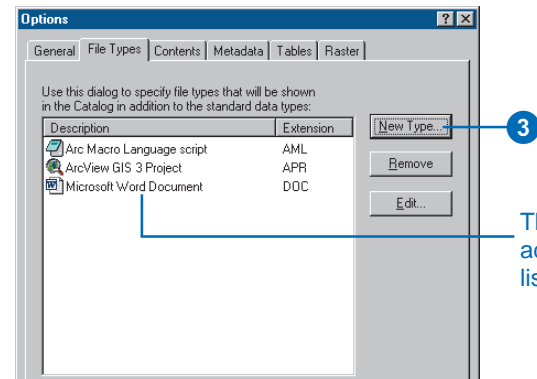 Options
General File Types Contents Metadata Tables Raster
Use this dialog to specify file types that will be shown
in the Catalog in addition to the standard data types:
Description Extension
New Type...
3
Arc Macro Language script AML
ArcView GIS 3 Project APR
Remove
Microsoft Word Document DOC
Edit...